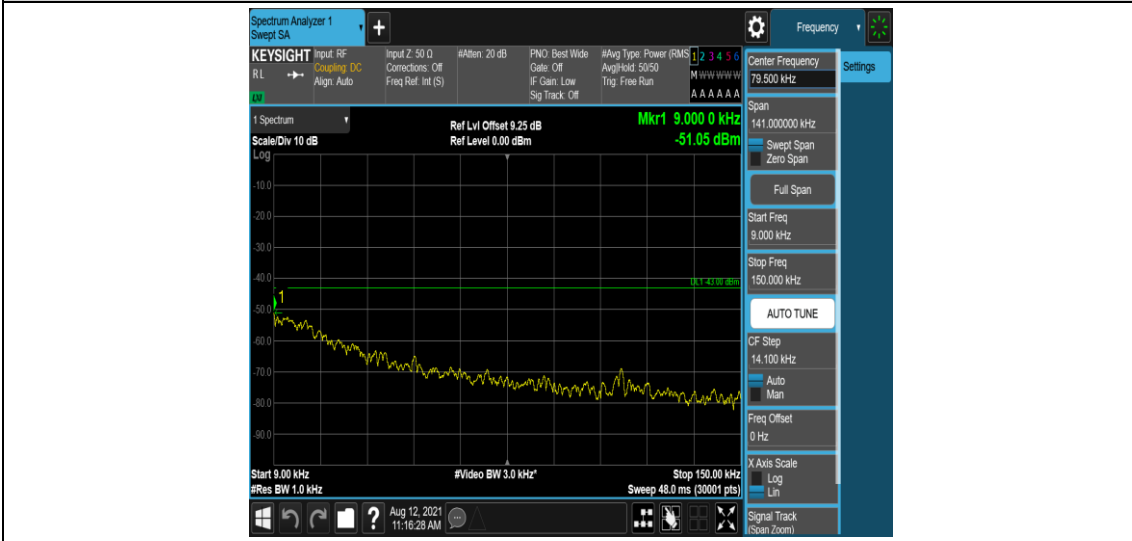 Spectrum Analyzer 1
Swept SA
+
Frequency
KEYSIGHT
RL
Input: RF
Coupling: DC
Align: Auto
Input Z: 50 Ω
Corrections: Off
Freq Ref: Int (S)
#Atten: 20 dB
PNO: Best Wide
Gate: Off
IF Gain: Low
Sig Track: Off
#Avg Type: Power (RMS
Avg|Hold: 50/50
Trig: Free Run
1 2 3 4 5 6
M W W W W W
A A A A A A
1 Spectrum
Scale/Div 10 dB
Ref Lvl Offset 9.25 dB
Ref Level 0.00 dBm
Mkr1 9.000 0 kHz
-51.05 dBm
Log
-10.0
-20.0
-30.0
-40.0
DL1 -43.00 dBm
1
-50.0
-60.0
-70.0
-80.0
-90.0
Start 9.00 kHz
#Video BW 3.0 kHz*
Stop 150.00 kHz
#Res BW 1.0 kHz
Sweep 48.0 ms (30001 pts)
?
Aug 12, 2021
11:16:28 AM
Center Frequency
79.500 kHz
Settings
Span
141.000000 kHz
Swept Span
Zero Span
Full Span
Start Freq
9.000 kHz
Stop Freq
150.000 kHz
AUTO TUNE
CF Step
14.100 kHz
Auto
Man
Freq Offset
0 Hz
X Axis Scale
Log
Lin
Signal Track
(Span Zoom)